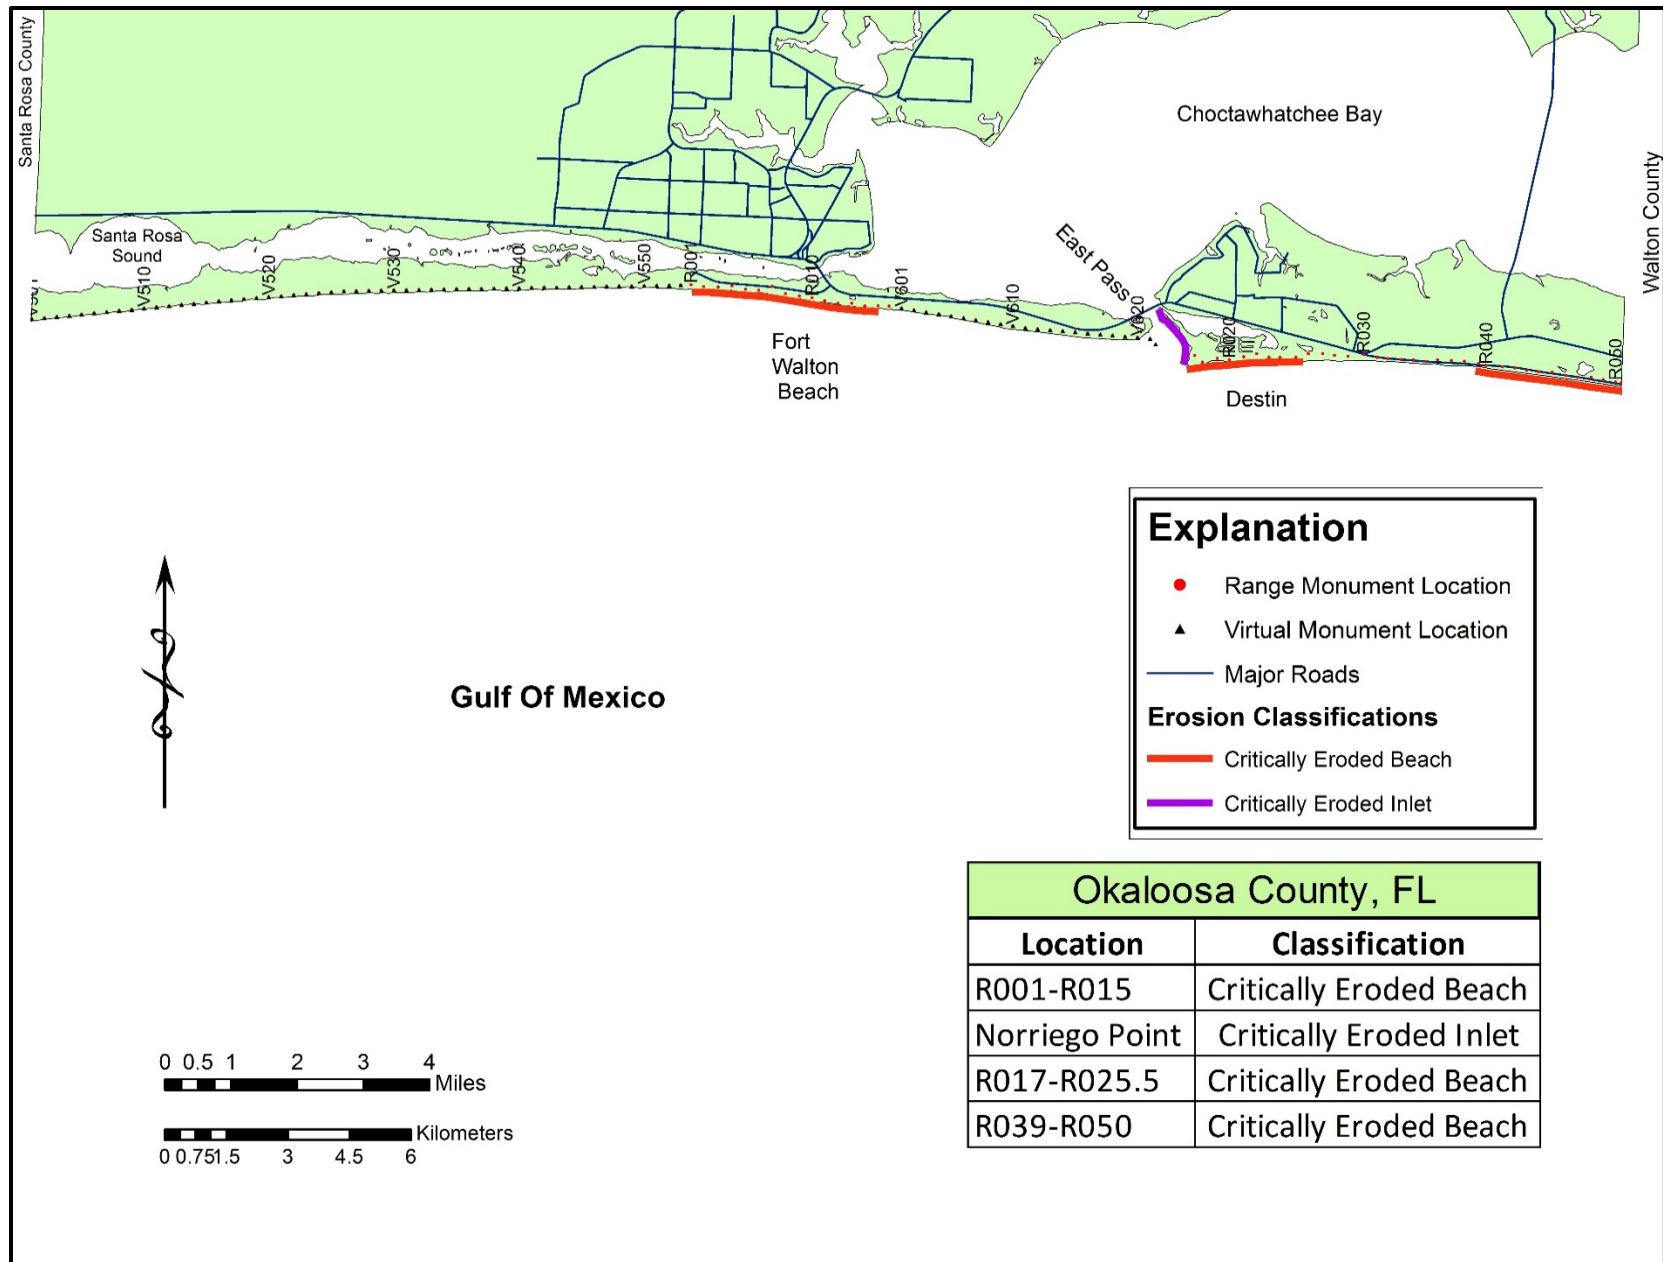 Santa Rosa County
Choctawhatchee Bay
Walton County
Santa Rosa
Sound
East Pass
V510
V520
V530
V540
V550
R001
R010
V601
V610
V620
R020
R030
R040
R050
Fort
Walton
Beach
Destin
Gulf Of Mexico
Explanation
Range Monument Location
Virtual Monument Location
Major Roads
Erosion Classifications
Critically Eroded Beach
Critically Eroded Inlet
Okaloosa County, FL
Location Classification
R001-R015 Critically Eroded Beach
Norriego Point Critically Eroded Inlet
R017-R025.5 Critically Eroded Beach
R039-R050 Critically Eroded Beach
0 0.5 1 2 3 4
Miles
Kilometers
0 0.75 1.5 3 4.5 6